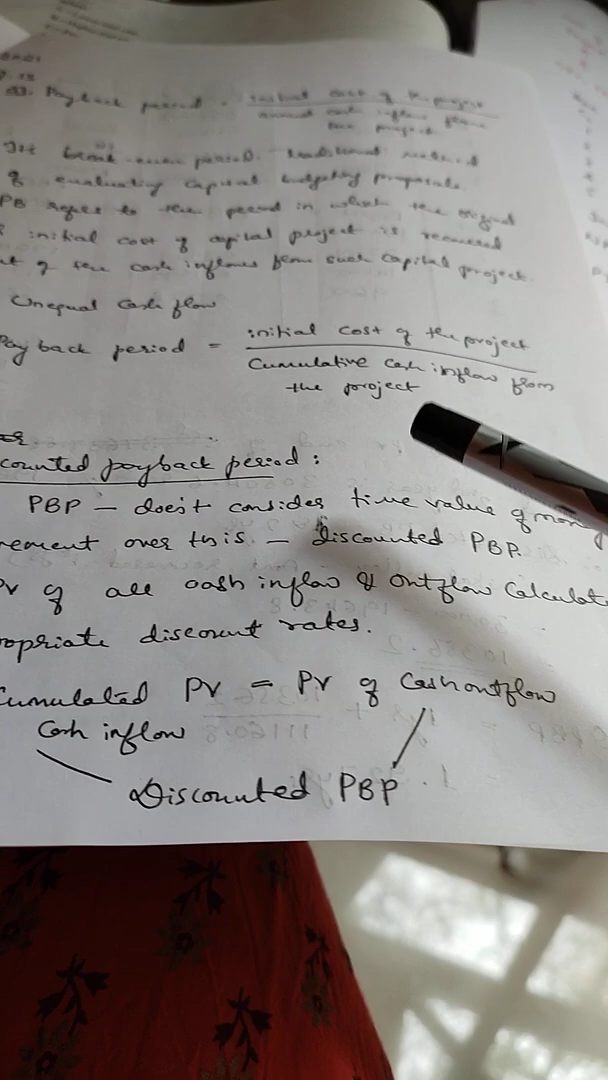 Payback period = initial cost of the project
annual cash inflow from
the project
It is break even period. traditional method
of evaluating capital budgeting proposals.
PB refers to the period in which the original
initial cost of capital project is recovered
of the cash inflows from such capital project.
Unequal cash flow
Pay back period = initial cost of the project
Cumulative cash inflow from
the project
counted payback period :
PBP – does't consider time value of money
rement over this – Discounted PBP.
PV of all cash inflow & outflow Calculat
ropriate discount rates.
Cumulated PV = PV of Cash outflow
Cash inflow
Discounted PBP